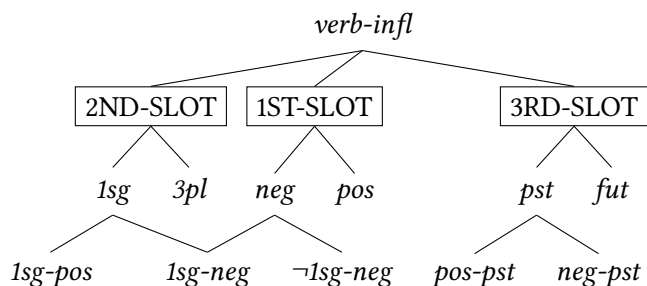 verb-infl
2ND-SLOT 1ST-SLOT 3RD-SLOT
1sg 3pl neg pos pst fut
1sg-pos 1sg-neg ¬1sg-neg pos-pst neg-pst